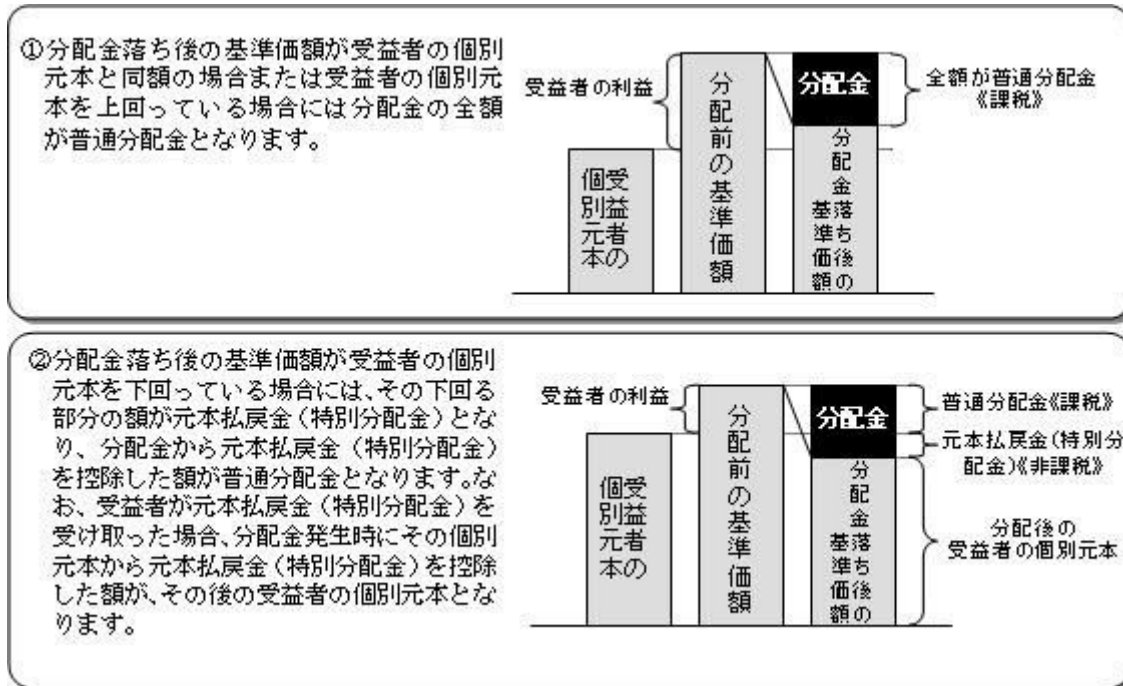 ①分配金落ち後の基準価額が受益者の個別
元本と同額の場合または受益者の個別元
本を上回っている場合には分配金の全額
が普通分配金となります。
受益者の利益
受益者の
個別元本
分配前の基準価額
分配金
分配金落ち後の
基準価額
全額が普通分配金
《課税》
②分配金落ち後の基準価額が受益者の個別
元本を下回っている場合には、その下回る
部分の額が元本払戻金（特別分配金）とな
り、分配金から元本払戻金（特別分配金）
を控除した額が普通分配金となります。な
お、受益者が元本払戻金（特別分配金）を
受け取った場合、分配金発生時にその個別
元本から元本払戻金（特別分配金）を控除
した額が、その後の受益者の個別元本とな
ります。
受益者の利益
受益者の
個別元本
分配前の基準価額
分配金
分配金落ち後の
基準価額
普通分配金《課税》
元本払戻金（特別分
配金）《非課税》
分配後の
受益者の個別元本